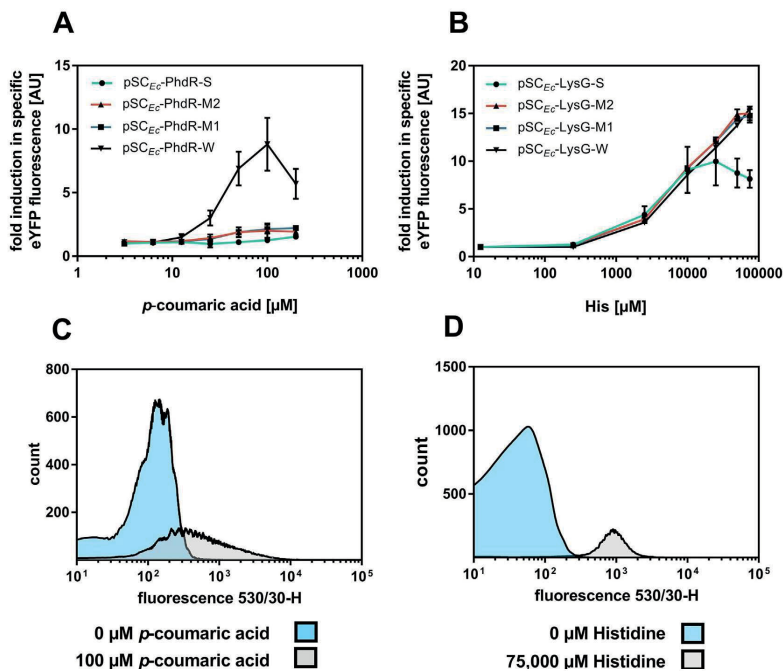 A
fold induction in specific
eYFP fluorescence [AU]
15
10
5
1
pSCEc-PhdR-S
pSCEc-PhdR-M2
pSCEc-PhdR-M1
pSCEc-PhdR-W
1 10 100 1000
p-coumaric acid [µM]
B
fold induction in specific
eYFP fluorescence [AU]
20
15
10
5
1
pSCEc-LysG-S
pSCEc-LysG-M2
pSCEc-LysG-M1
pSCEc-LysG-W
10 100 1000 10000 100000
His [µM]
C
count
800
600
400
200
10¹ 10² 10³ 10⁴ 10⁵
fluorescence 530/30-H
0 µM p-coumaric acid
100 µM p-coumaric acid
D
count
1500
1000
500
10¹ 10² 10³ 10⁴ 10⁵
fluorescence 530/30-H
0 µM Histidine
75,000 µM Histidine